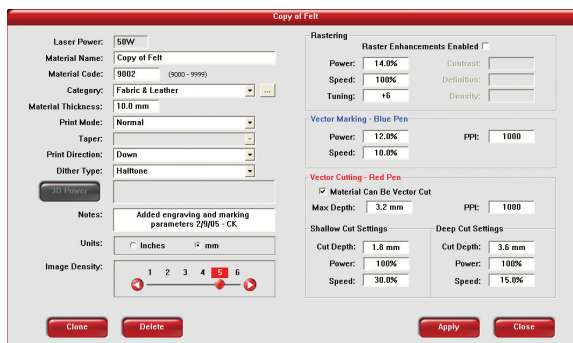 Copy of Felt
Laser Power: 50W
Material Name: Copy of Felt
Material Code: 9002 (9000 - 9999)
Category: Fabric & Leather ...
Material Thickness: 10.0 mm
Print Mode: Normal
Taper: -
Print Direction: Down
Dither Type: Halftone
3D Power
Notes: Added engraving and marking
parameters 2/9/05 - CK
Units: Inches mm
Image Density: 1 2 3 4 5 6
Clone Delete
Rastering
Raster Enhancements Enabled
Power: 14.0% Contrast:
Speed: 100% Definition:
Tuning: +6 Density:
Vector Marking - Blue Pen
Power: 12.0% PPI: 1000
Speed: 10.0%
Vector Cutting - Red Pen
Material Can Be Vector Cut
Max Depth: 3.2 mm PPI: 1000
Shallow Cut Settings
Cut Depth: 1.8 mm
Power: 100%
Speed: 30.0%
Deep Cut Settings
Cut Depth: 3.6 mm
Power: 100%
Speed: 15.0%
Apply Close